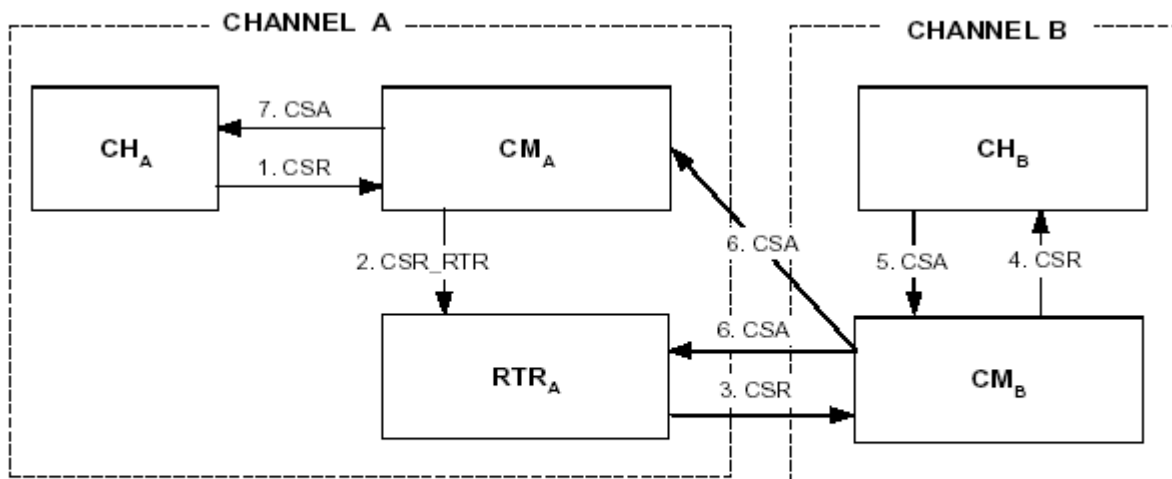 CHANNEL A
CHANNEL B
7. CSA
CH_A
CM_A
CH_B
1. CSR
6. CSA
2. CSR_RTR
5. CSA
4. CSR
6. CSA
RTR_A
CM_B
3. CSR